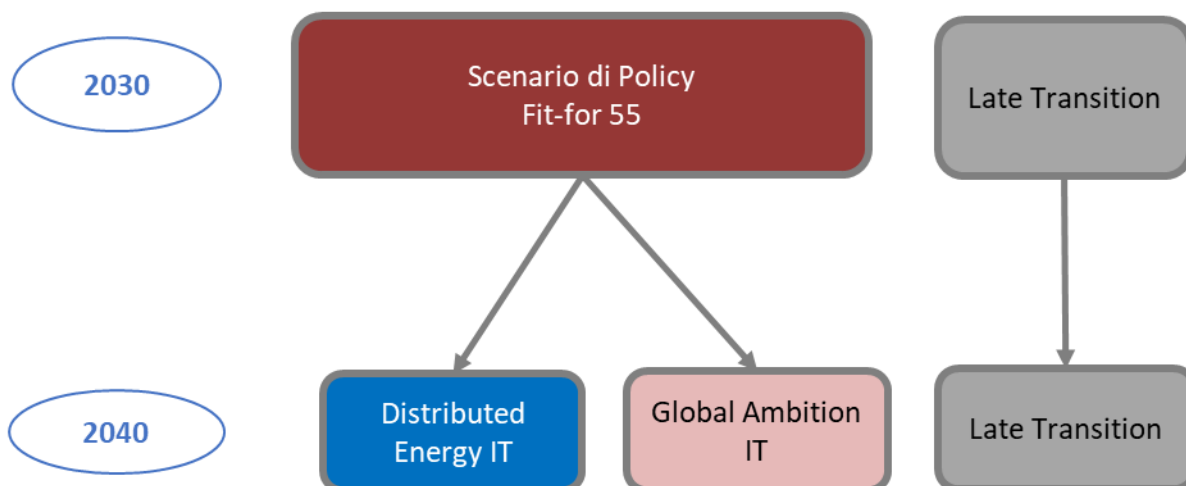 2030
Scenario di Policy
Fit-for 55
Late Transition
2040
Distributed
Energy IT
Global Ambition
IT
Late Transition